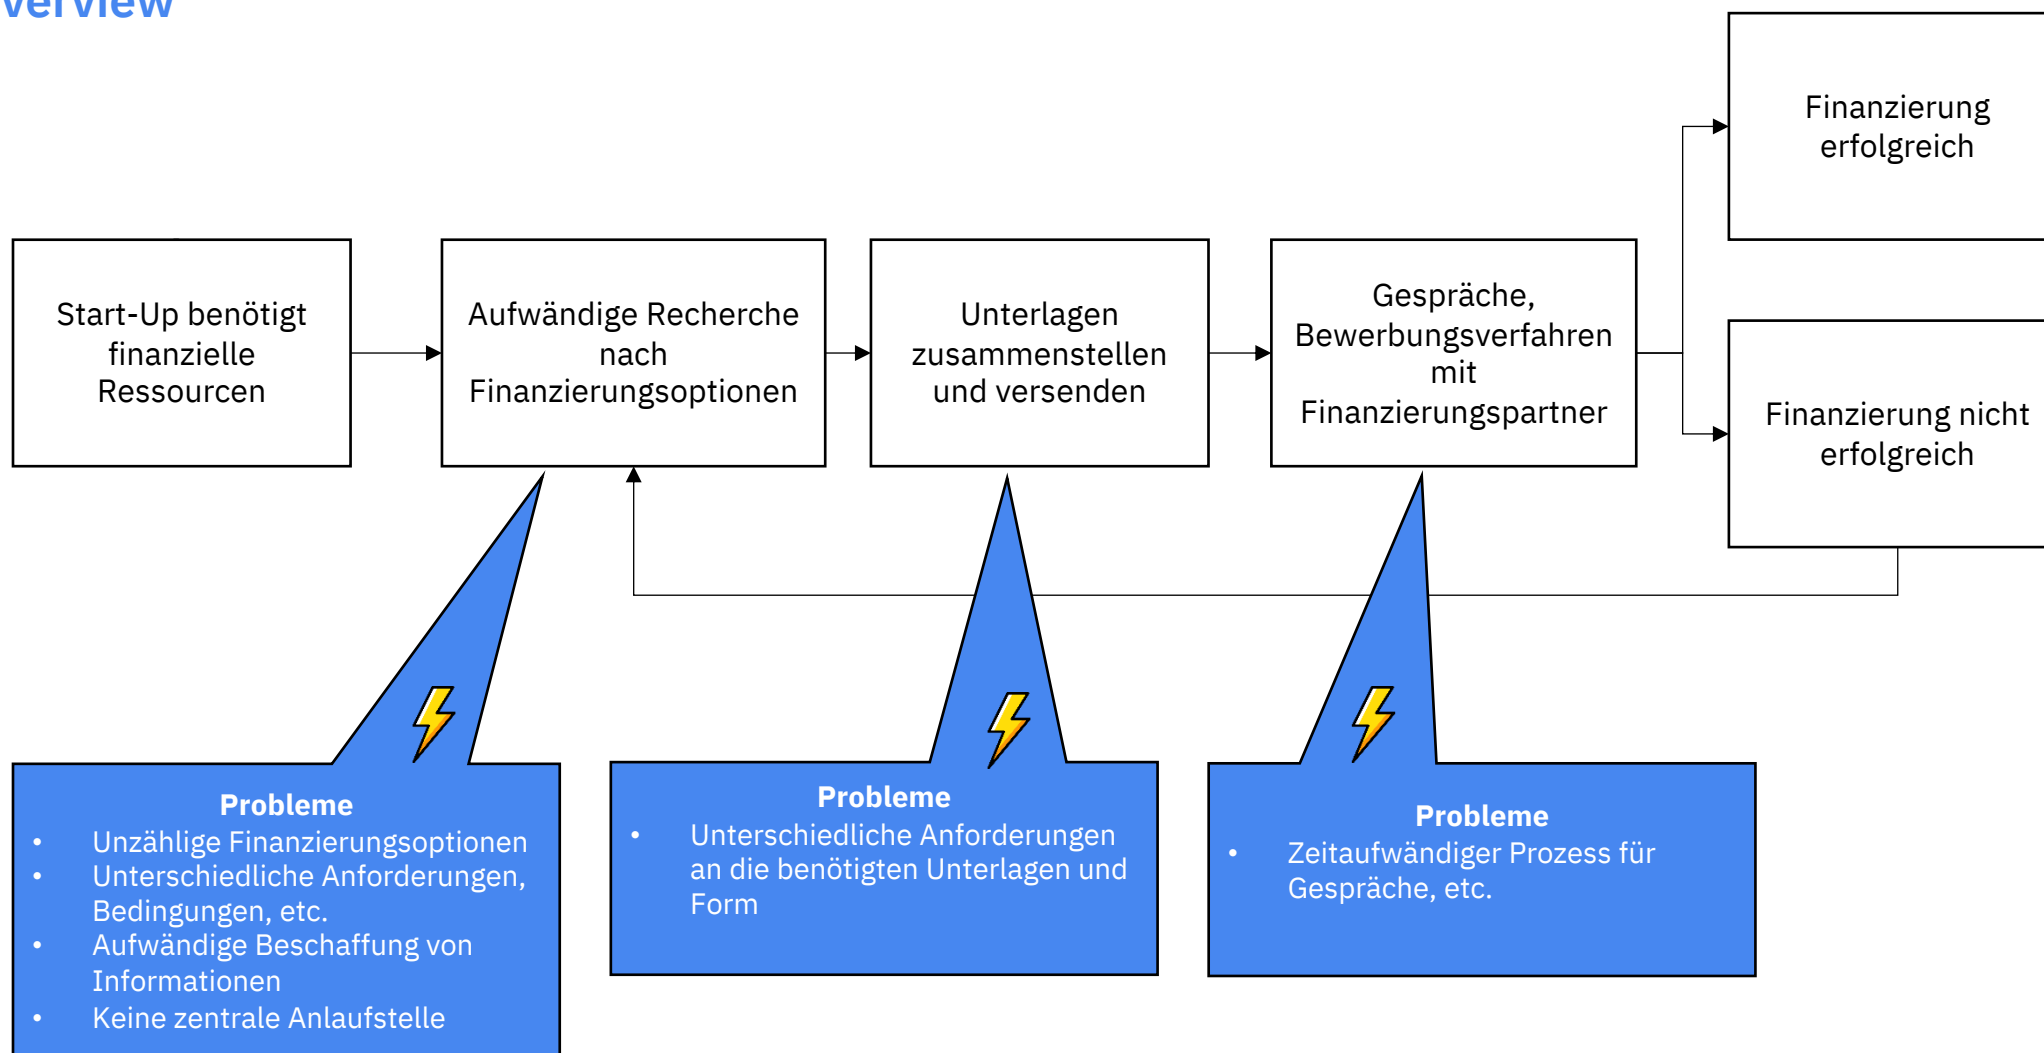 verview
Finanzierung
erfolgreich
Start-Up benötigt
finanzielle
Ressourcen
Aufwändige Recherche
nach
Finanzierungsoptionen
Unterlagen
zusammenstellen
und versenden
Gespräche,
Bewerbungsverfahren
mit
Finanzierungspartner
Finanzierung nicht
erfolgreich
Probleme
• Unzählige Finanzierungsoptionen
• Unterschiedliche Anforderungen,
Bedingungen, etc.
• Aufwändige Beschaffung von
Informationen
• Keine zentrale Anlaufstelle
Probleme
• Unterschiedliche Anforderungen
an die benötigten Unterlagen und
Form
Probleme
• Zeitaufwändiger Prozess für
Gespräche, etc.